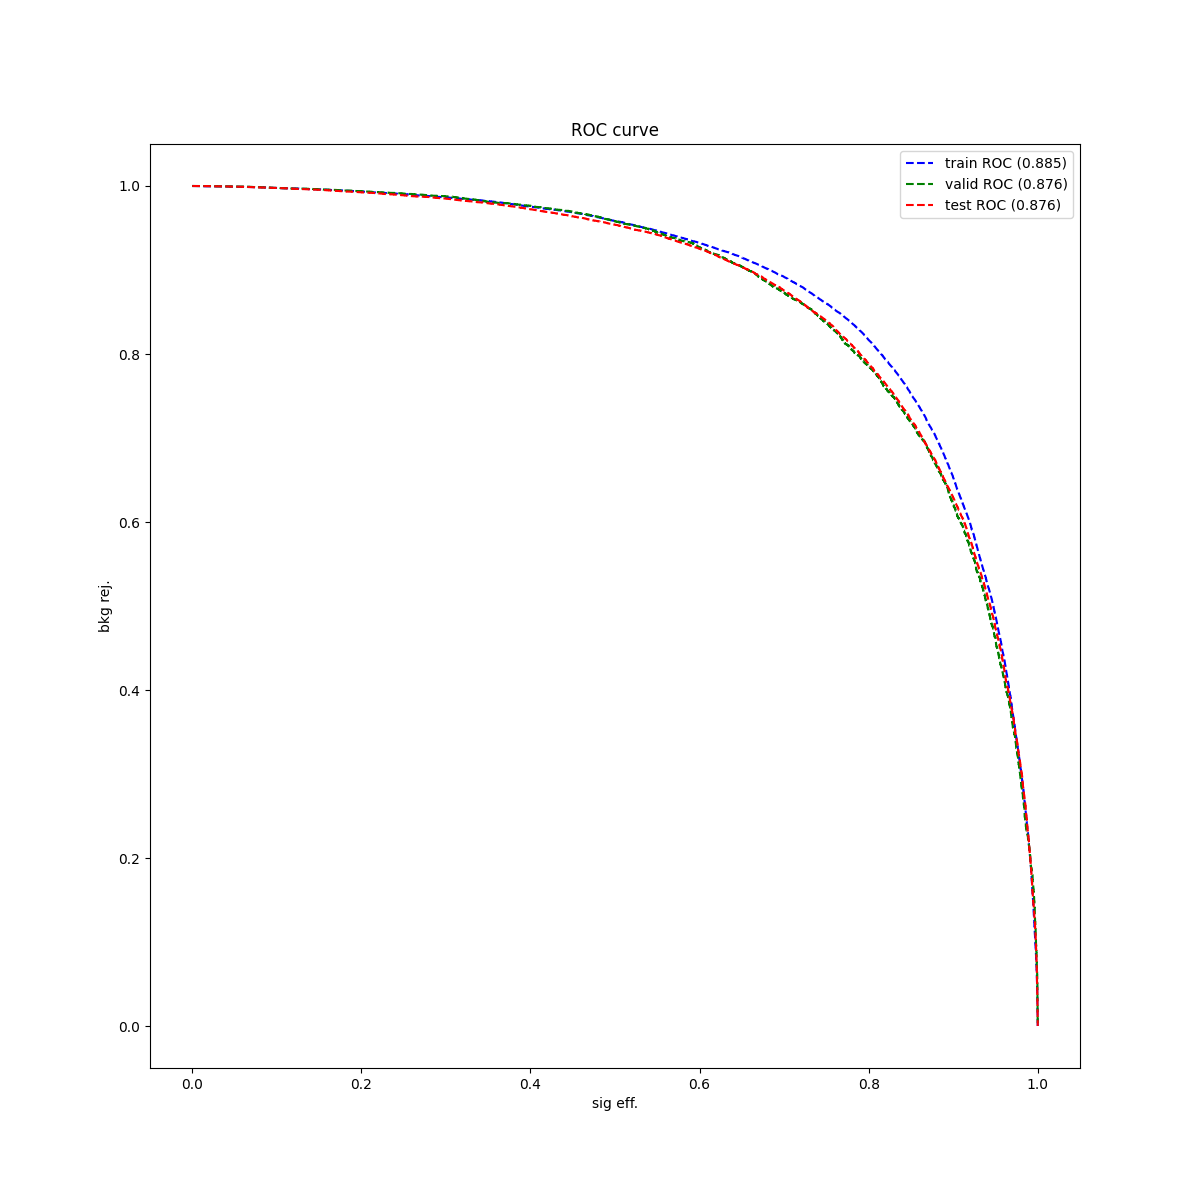 ROC curve
train ROC (0.885)
valid ROC (0.876)
test ROC (0.876)
1.0
0.8
0.6
0.4
0.2
0.0
bkg rej.
0.0 0.2 0.4 0.6 0.8 1.0
sig eff.